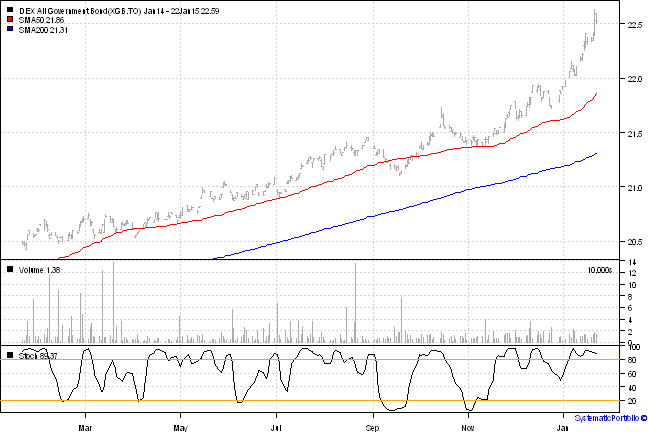 DEX All Government Bond(XGB.TO) Jan14 - 22Jan15 22.59
SMA50 21.86
SMA200 21.31
22.5
22.0
21.5
21.0
20.5
Volume 1.38
10,000s
14
12
10
8
6
4
2
0
Stoch 89.37
100
80
60
40
20
Mar May Jul Sep Nov Jan
SystematicPortfolio ©